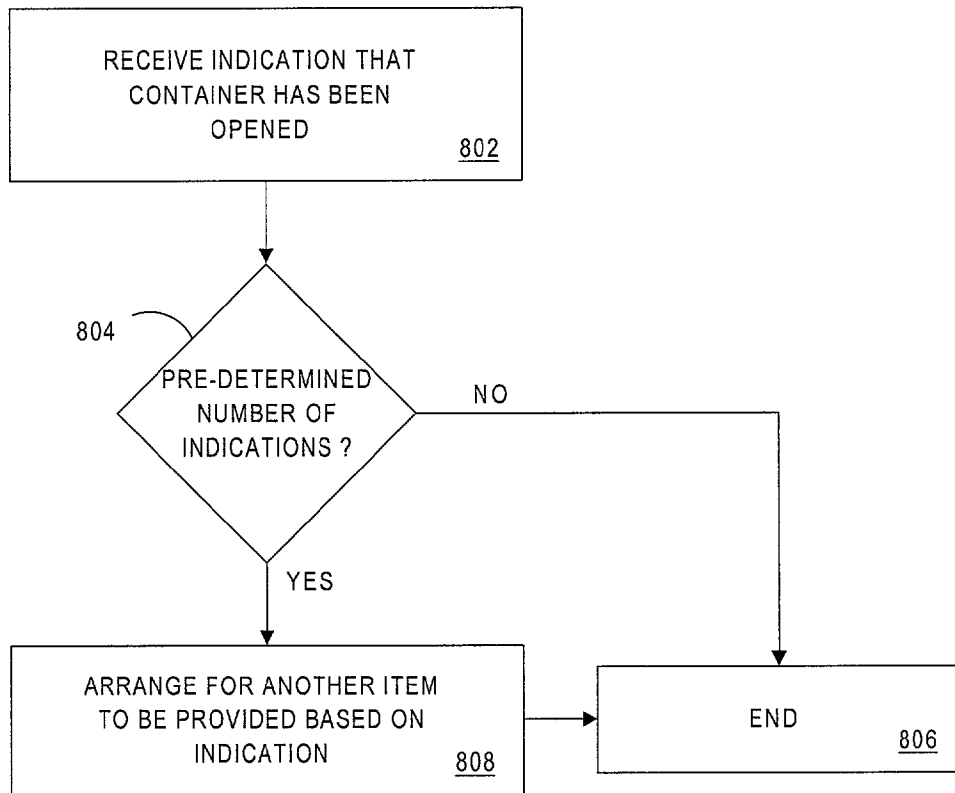 RECEIVE INDICATION THAT
CONTAINER HAS BEEN
OPENED
802
804
PRE-DETERMINED
NUMBER OF
INDICATIONS ?
NO
YES
ARRANGE FOR ANOTHER ITEM
TO BE PROVIDED BASED ON
INDICATION
808
END
806